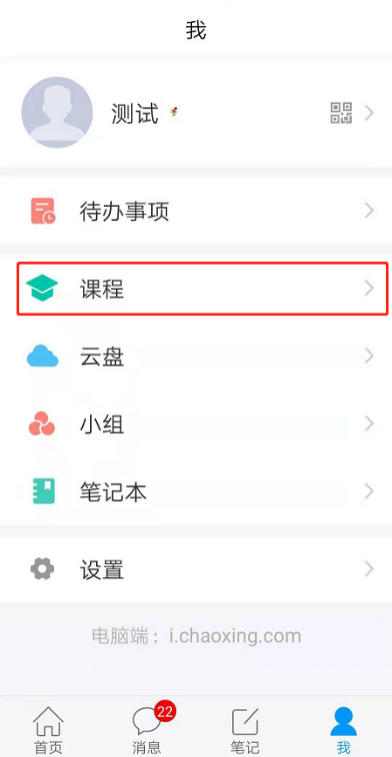 我
测试
待办事项
课程
云盘
小组
笔记本
设置
电脑端：i.chaoxing.com
22
首页 消息 笔记 我